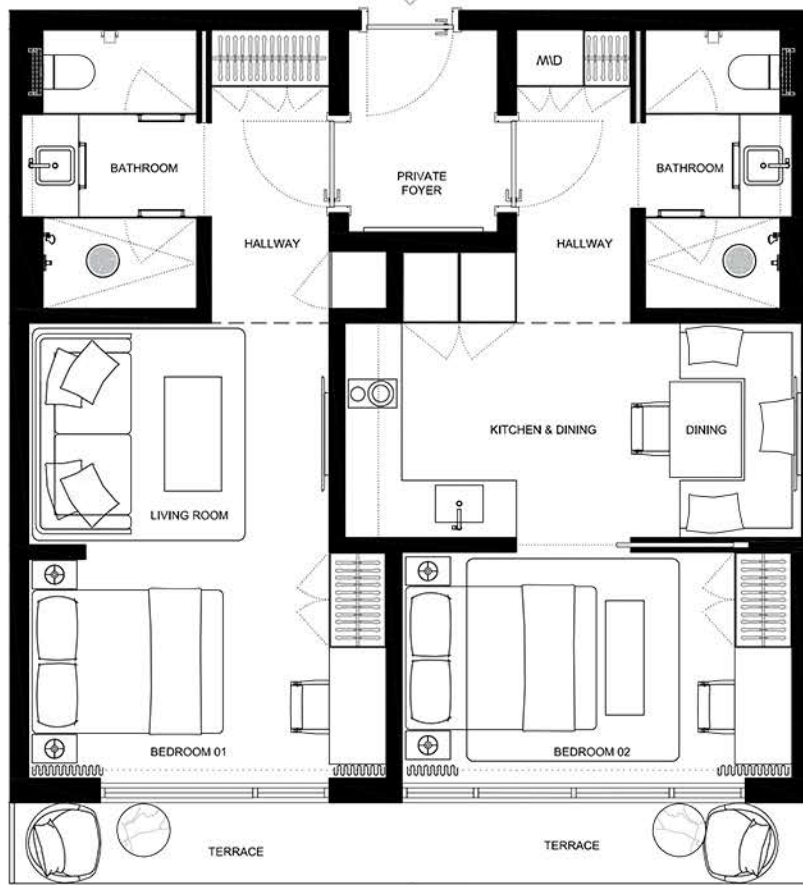 M\D
BATHROOM
PRIVATE
FOYER
BATHROOM
HALLWAY
HALLWAY
KITCHEN & DINING
DINING
LIVING ROOM
BEDROOM 01
BEDROOM 02
TERRACE
TERRACE